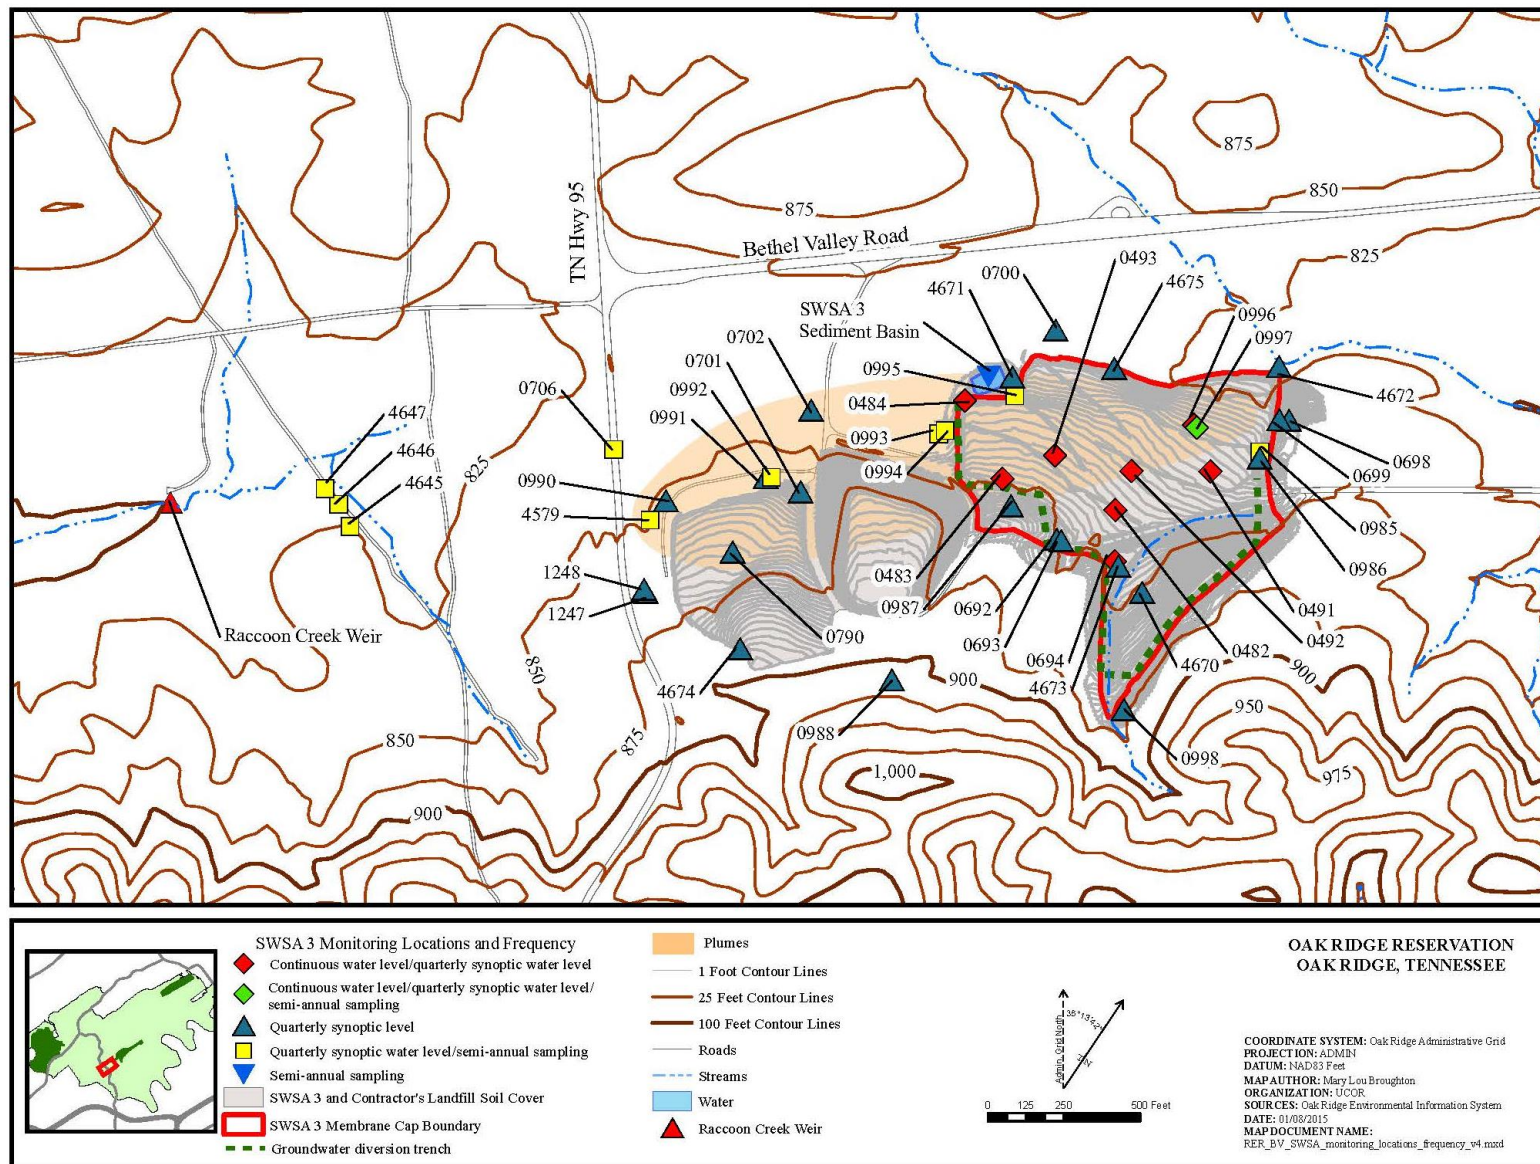 875
850
875
TN Hwy 95
Bethel Valley Road
825
0493
0700
4675
4671
SWSA 3
Sediment Basin
0996
0997
0702
0701
0995
0992
0706
0991
0484
4672
4647
4646
4645
0993
0994
825
0698
0699
0990
4579
0985
0986
1248
1247
0483
0987
0692
0693
0491
0492
0790
Raccoon Creek Weir
0694
0482
4670
4673
850
4674
900
900
0988
950
875
850
0998
1,000
975
900
SWSA 3 Monitoring Locations and Frequency
Continuous water level/quarterly synoptic water level
Continuous water level/quarterly synoptic water level/
semi-annual sampling
Quarterly synoptic level
Quarterly synoptic water level/semi-annual sampling
Semi-annual sampling
SWSA 3 and Contractor's Landfill Soil Cover
SWSA 3 Membrane Cap Boundary
Groundwater diversion trench
Plumes
1 Foot Contour Lines
25 Feet Contour Lines
100 Feet Contour Lines
Roads
Streams
Water
Raccoon Creek Weir
Admin. Grid North
0 125 250 500 Feet
OAK RIDGE RESERVATION
OAK RIDGE, TENNESSEE
COORDINATE SYSTEM: Oak Ridge Administrative Grid
PROJECTION: ADMIN
DATUM: NAD83 Feet
MAP AUTHOR: Mary Lou Broughton
ORGANIZATION: UCOR
SOURCES: Oak Ridge Environmental Information System
DATE: 01/08/2015
MAP DOCUMENT NAME:
RER_BV_SWSA_monitoring_locations_frequency_v4.mxd